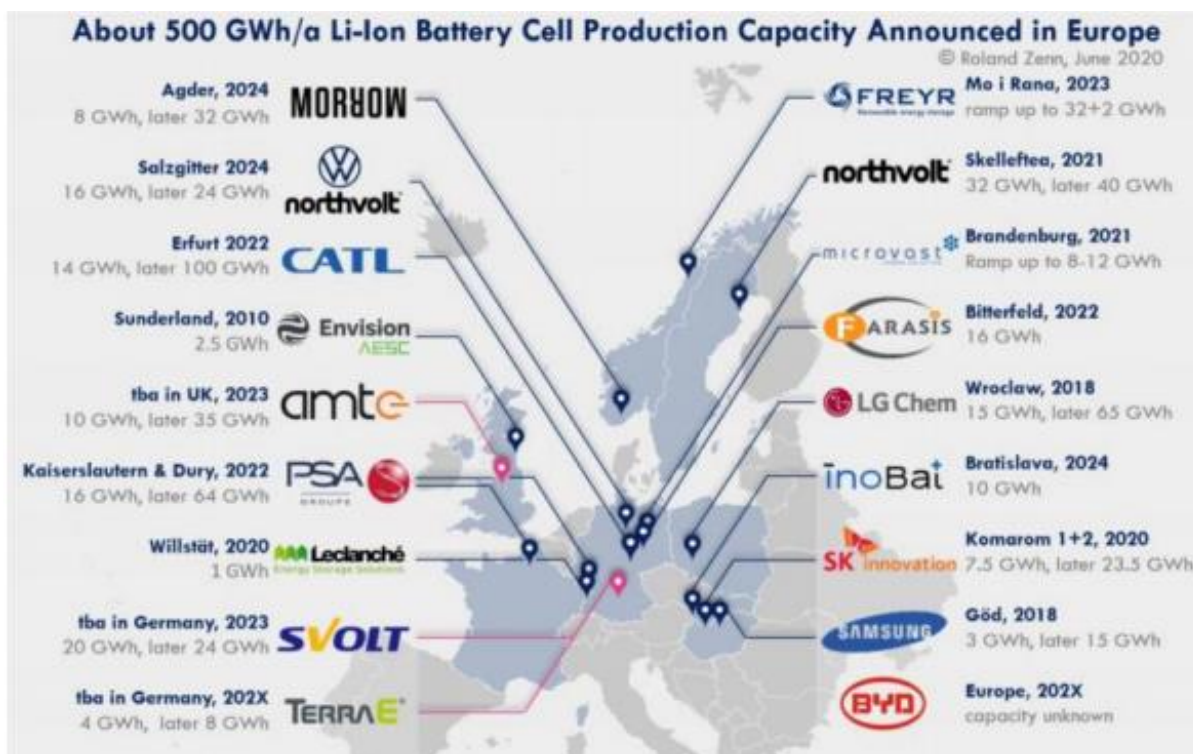 About 500 GWh/a Li-Ion Battery Cell Production Capacity Announced in Europe
© Roland Zenn, June 2020
Agder, 2024
8 GWh, later 32 GWh
MORROW
Salzgitter 2024
16 GWh, later 24 GWh
northvolt
Erfurt 2022
14 GWh, later 100 GWh
CATL
Sunderland, 2010
2.5 GWh
Envision
AESC
tba in UK, 2023
10 GWh, later 35 GWh
amte
Kaiserslautern & Dury, 2022
16 GWh, later 64 GWh
PSA
GROUPE
Willstät, 2020
1 GWh
Leclanché
Energy Storage Solutions
tba in Germany, 2023
20 GWh, later 24 GWh
SVOLT
tba in Germany, 202X
4 GWh, later 8 GWh
TERRAE
FREYR
Mo i Rana, 2023
ramp up to 32+2 GWh
northvolt
Skelleftea, 2021
32 GWh, later 40 GWh
microvast
Brandenburg, 2021
Ramp up to 8-12 GWh
FARASIS
Bitterfeld, 2022
16 GWh
LG Chem
Wroclaw, 2018
15 GWh, later 65 GWh
inoBat
Bratislava, 2024
10 GWh
SK innovation
Komarom 1+2, 2020
7.5 GWh, later 23.5 GWh
SAMSUNG
Göd, 2018
3 GWh, later 15 GWh
BYD
Europe, 202X
capacity unknown